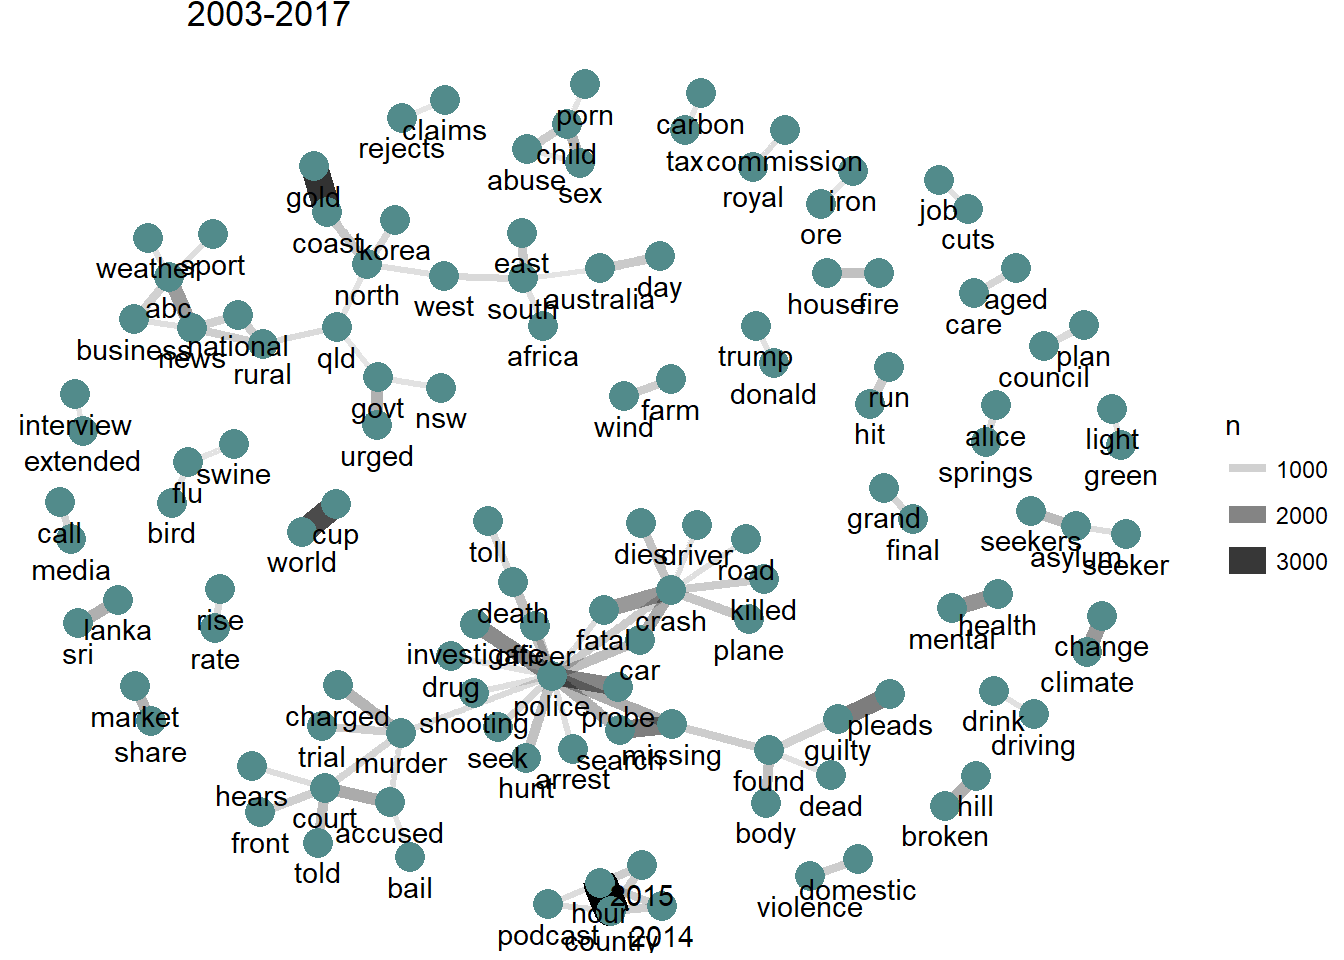 2003-2017
porn
claims
carbon
rejects
child
tax
commission
abuse
gold
sex
royal
iron
job
ore
cuts
coast
korea
east
weather
sport
north
west
day
south
australia
house
fire
aged
abc
care
business
national
news
africa
trump
plan
rural
qld
council
donald
run
govt
nsw
wind
farm
interview
hit
alice
light
n
extended
urged
springs
green
1000
swine
flu
bird
grand
2000
call
cup
seekers
final
toll
dies
driver
asylum
3000
world
seeker
media
road
death
killed
rise
crash
health
lanka
fatal
mental
change
sri
investigate
officer
plane
rate
car
climate
drug
police
market
charged
shooting
probe
pleads
drink
share
trial
guilty
driving
murder
seek
search
missing
hunt
arrest
found
hears
dead
hill
court
accused
body
broken
front
told
bail
domestic
2015
violence
hour
podcast
country
2014